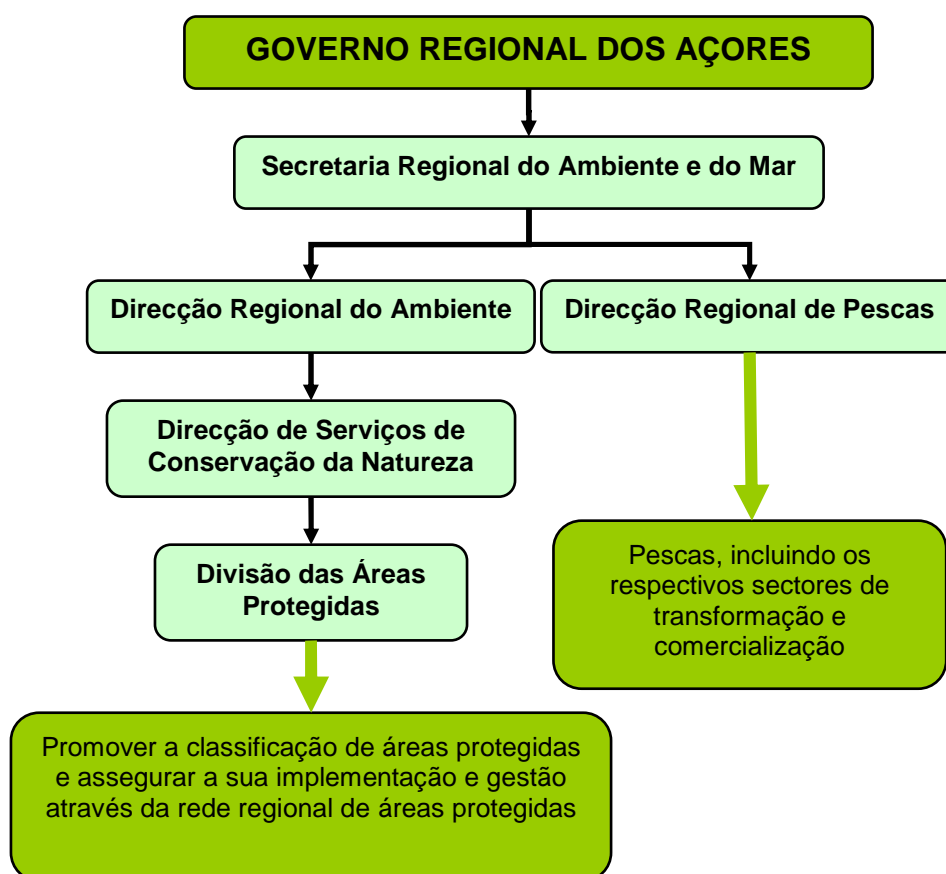 GOVERNO REGIONAL DOS AÇORES
Secretaria Regional do Ambiente e do Mar
Direcção Regional do Ambiente
Direcção Regional de Pescas
Direcção de Serviços de
Conservação da Natureza
Divisão das Áreas
Protegidas
Pescas, incluindo os
respectivos sectores de
transformação e
comercialização
Promover a classificação de áreas protegidas
e assegurar a sua implementação e gestão
através da rede regional de áreas protegidas